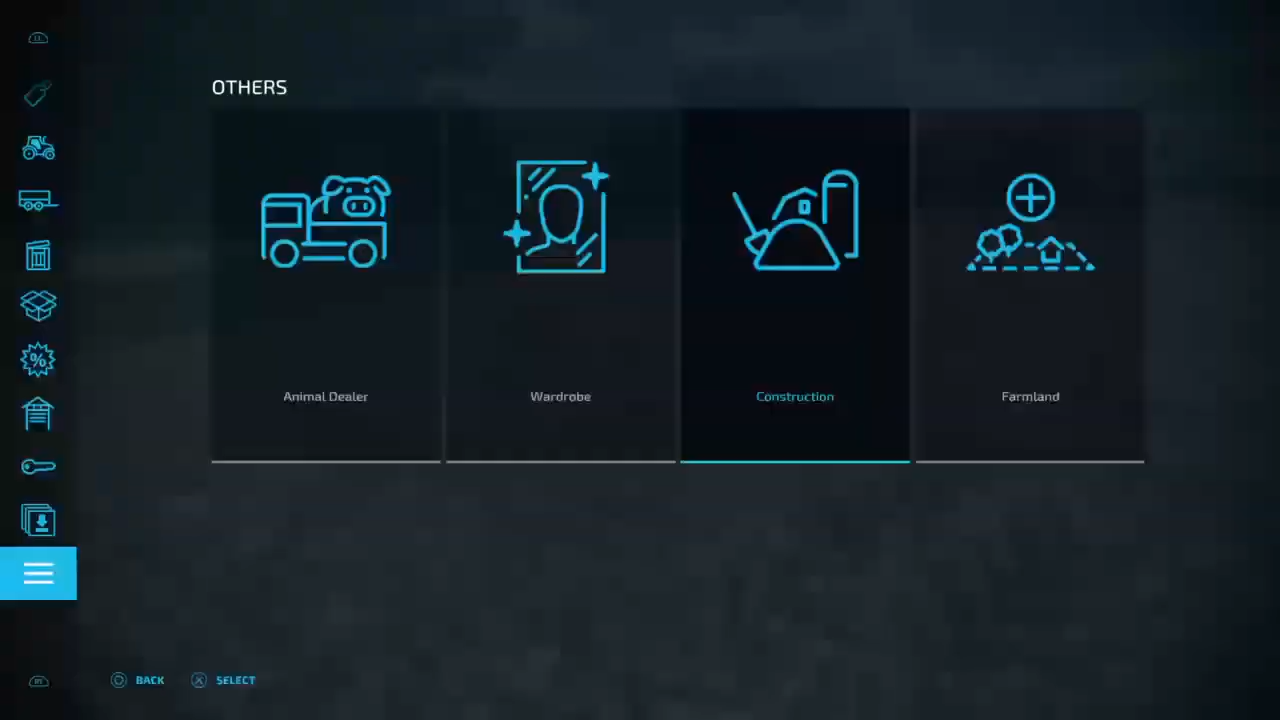 OTHERS
Animal Dealer
Wardrobe
Construction
Farmland
BACK
SELECT